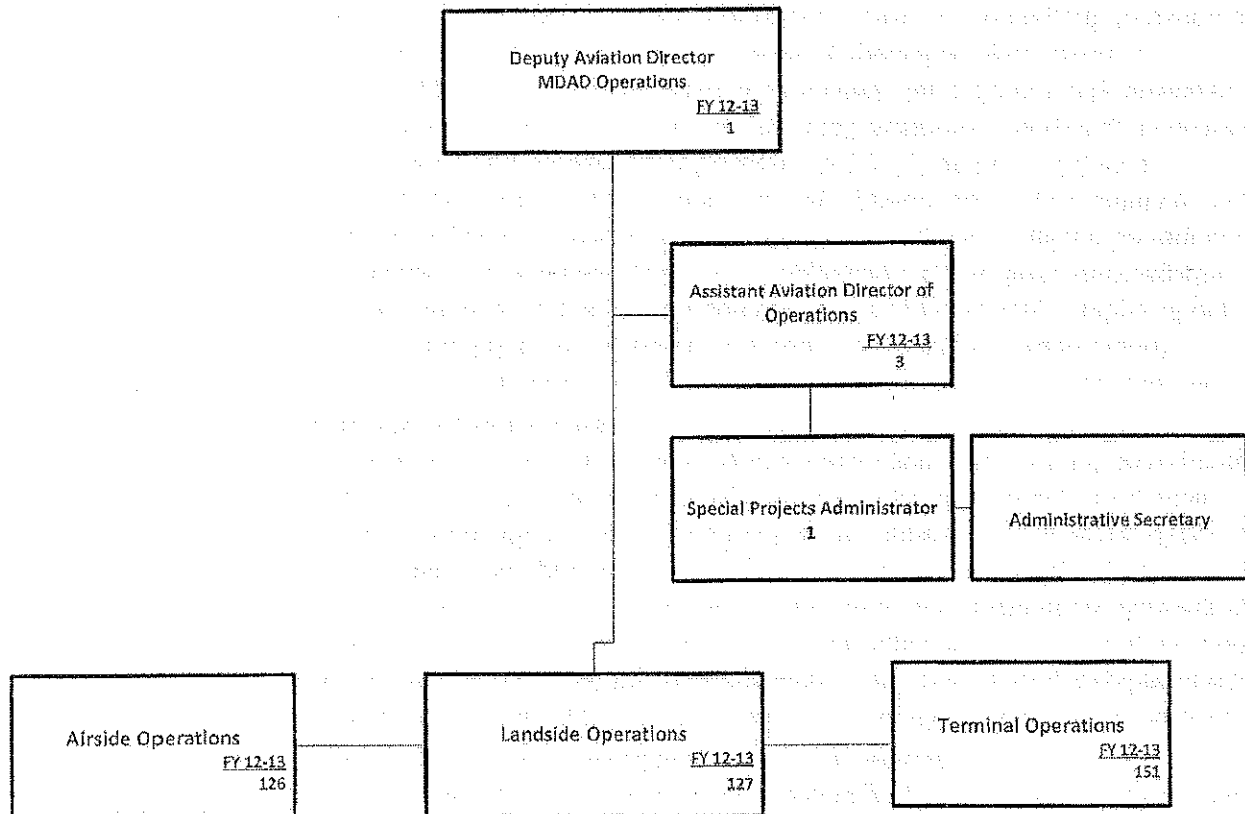 Deputy Aviation Director
MDAD Operations
FY 12-13
1
Assistant Aviation Director of
Operations
FY 12-13
3
Special Projects Administrator
1
Administrative Secretary
Airside Operations
FY 12-13
126
Landside Operations
FY 12-13
127
Terminal Operations
FY 12-13
151